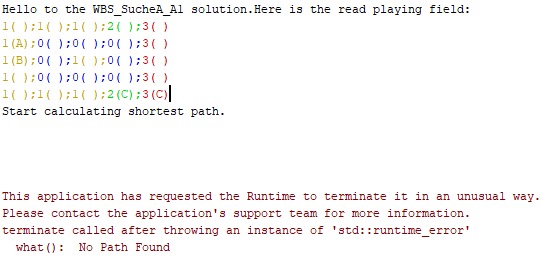 Hello to the WBS_SucheA_A1 solution.Here is the read playing field:
1( );1( );1( );2( );3( )
1(A);0( );0( );0( );3( )
1(B);0( );1( );0( );3( )
1( );0( );0( );0( );3( )
1( );1( );1( );2(C);3(C)
Start calculating shortest path.
This application has requested the Runtime to terminate it in an unusual way.
Please contact the application's support team for more information.
terminate called after throwing an instance of 'std::runtime_error'
what():  No Path Found